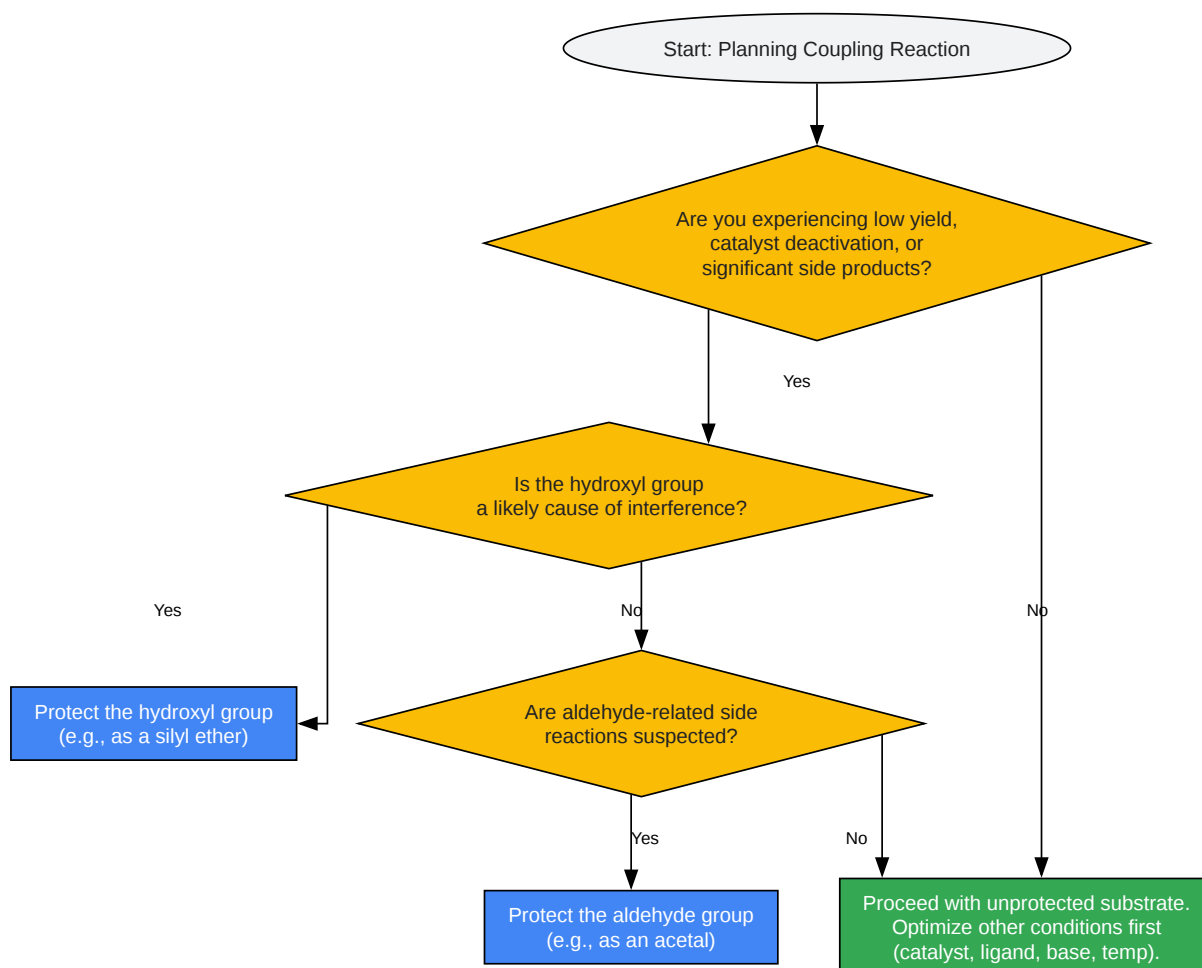 Start: Planning Coupling Reaction
Are you experiencing low yield,
catalyst deactivation, or
significant side products?
Yes
Is the hydroxyl group
a likely cause of interference?
Yes
No
No
Protect the hydroxyl group
(e.g., as a silyl ether)
Are aldehyde-related side
reactions suspected?
Yes
No
Protect the aldehyde group
(e.g., as an acetal)
Proceed with unprotected substrate.
Optimize other conditions first
(catalyst, ligand, base, temp).